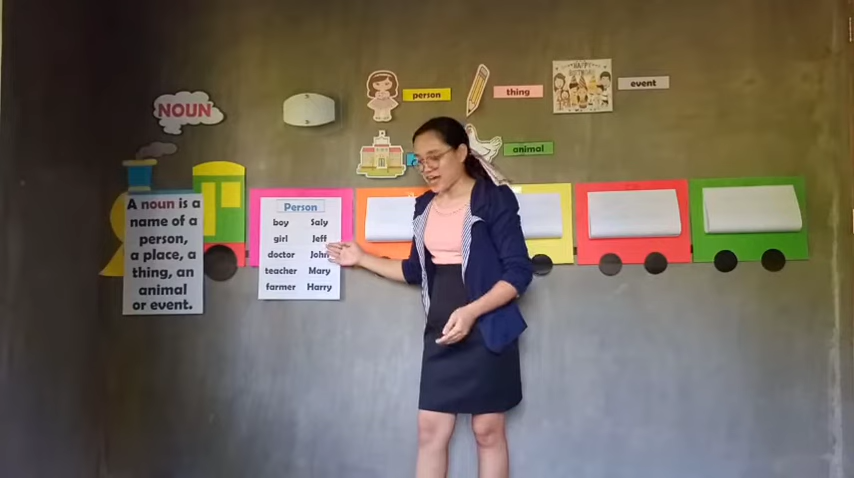 NOUN
person
thing
HAPPY
event
animal
A noun is a
name of a
person,
a place, a
thing, an
animal
or event.
Person
boy Saly
girl Jeff
doctor John
teacher Mary
farmer Harry